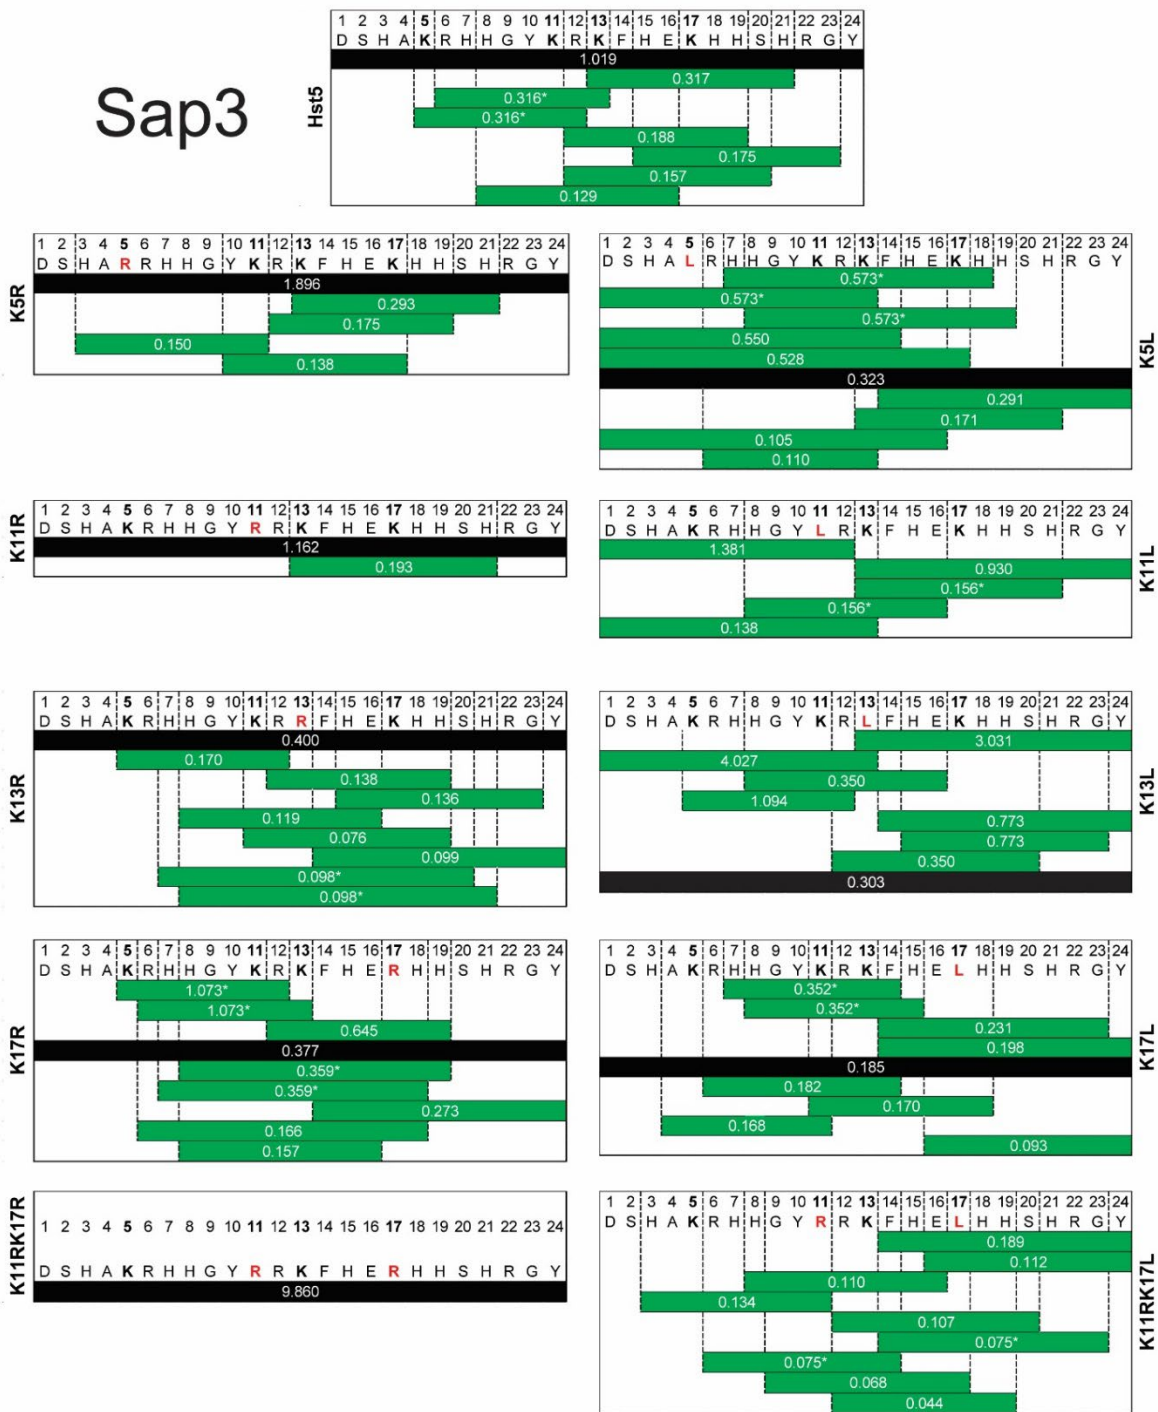 Sap3
Hst5
1 2 3 4 5 6 7 8 9 10 11 12 13 14 15 16 17 18 19 20 21 22 23 24
D S H A K R H H G Y K R K F H E K H H S H R G Y
1.019
0.317
0.316*
0.316*
0.188
0.175
0.157
0.129
K5R
1 2 3 4 5 6 7 8 9 10 11 12 13 14 15 16 17 18 19 20 21 22 23 24
D S H A R R H H G Y K R K F H E K H H S H R G Y
1.896
0.293
0.175
0.150
0.138
K5L
1 2 3 4 5 6 7 8 9 10 11 12 13 14 15 16 17 18 19 20 21 22 23 24
D S H A L R H H G Y K R K F H E K H H S H R G Y
0.573*
0.573*
0.573*
0.550
0.528
0.323
0.291
0.171
0.105
0.110
K11R
1 2 3 4 5 6 7 8 9 10 11 12 13 14 15 16 17 18 19 20 21 22 23 24
D S H A K R H H G Y R R K F H E K H H S H R G Y
1.162
0.193
K11L
1 2 3 4 5 6 7 8 9 10 11 12 13 14 15 16 17 18 19 20 21 22 23 24
D S H A K R H H G Y L R K F H E K H H S H R G Y
1.381
0.930
0.156*
0.156*
0.138
K13R
1 2 3 4 5 6 7 8 9 10 11 12 13 14 15 16 17 18 19 20 21 22 23 24
D S H A K R H H G Y K R R F H E K H H S H R G Y
0.400
0.170
0.138
0.136
0.119
0.076
0.099
0.098*
0.098*
K13L
1 2 3 4 5 6 7 8 9 10 11 12 13 14 15 16 17 18 19 20 21 22 23 24
D S H A K R H H G Y K R L F H E K H H S H R G Y
3.031
4.027
0.350
1.094
0.773
0.773
0.350
0.303
K17R
1 2 3 4 5 6 7 8 9 10 11 12 13 14 15 16 17 18 19 20 21 22 23 24
D S H A K R H H G Y K R K F H E R H H S H R G Y
1.073*
1.073*
0.645
0.377
0.359*
0.359*
0.273
0.166
0.157
K17L
1 2 3 4 5 6 7 8 9 10 11 12 13 14 15 16 17 18 19 20 21 22 23 24
D S H A K R H H G Y K R K F H E L H H S H R G Y
0.352*
0.352*
0.231
0.198
0.185
0.182
0.170
0.168
0.093
K11RK17R
1 2 3 4 5 6 7 8 9 10 11 12 13 14 15 16 17 18 19 20 21 22 23 24
D S H A K R H H G Y R R K F H E R H H S H R G Y
9.860
K11RK17L
1 2 3 4 5 6 7 8 9 10 11 12 13 14 15 16 17 18 19 20 21 22 23 24
D S H A K R H H G Y R R K F H E L H H S H R G Y
0.189
0.112
0.110
0.134
0.107
0.075*
0.075*
0.068
0.044